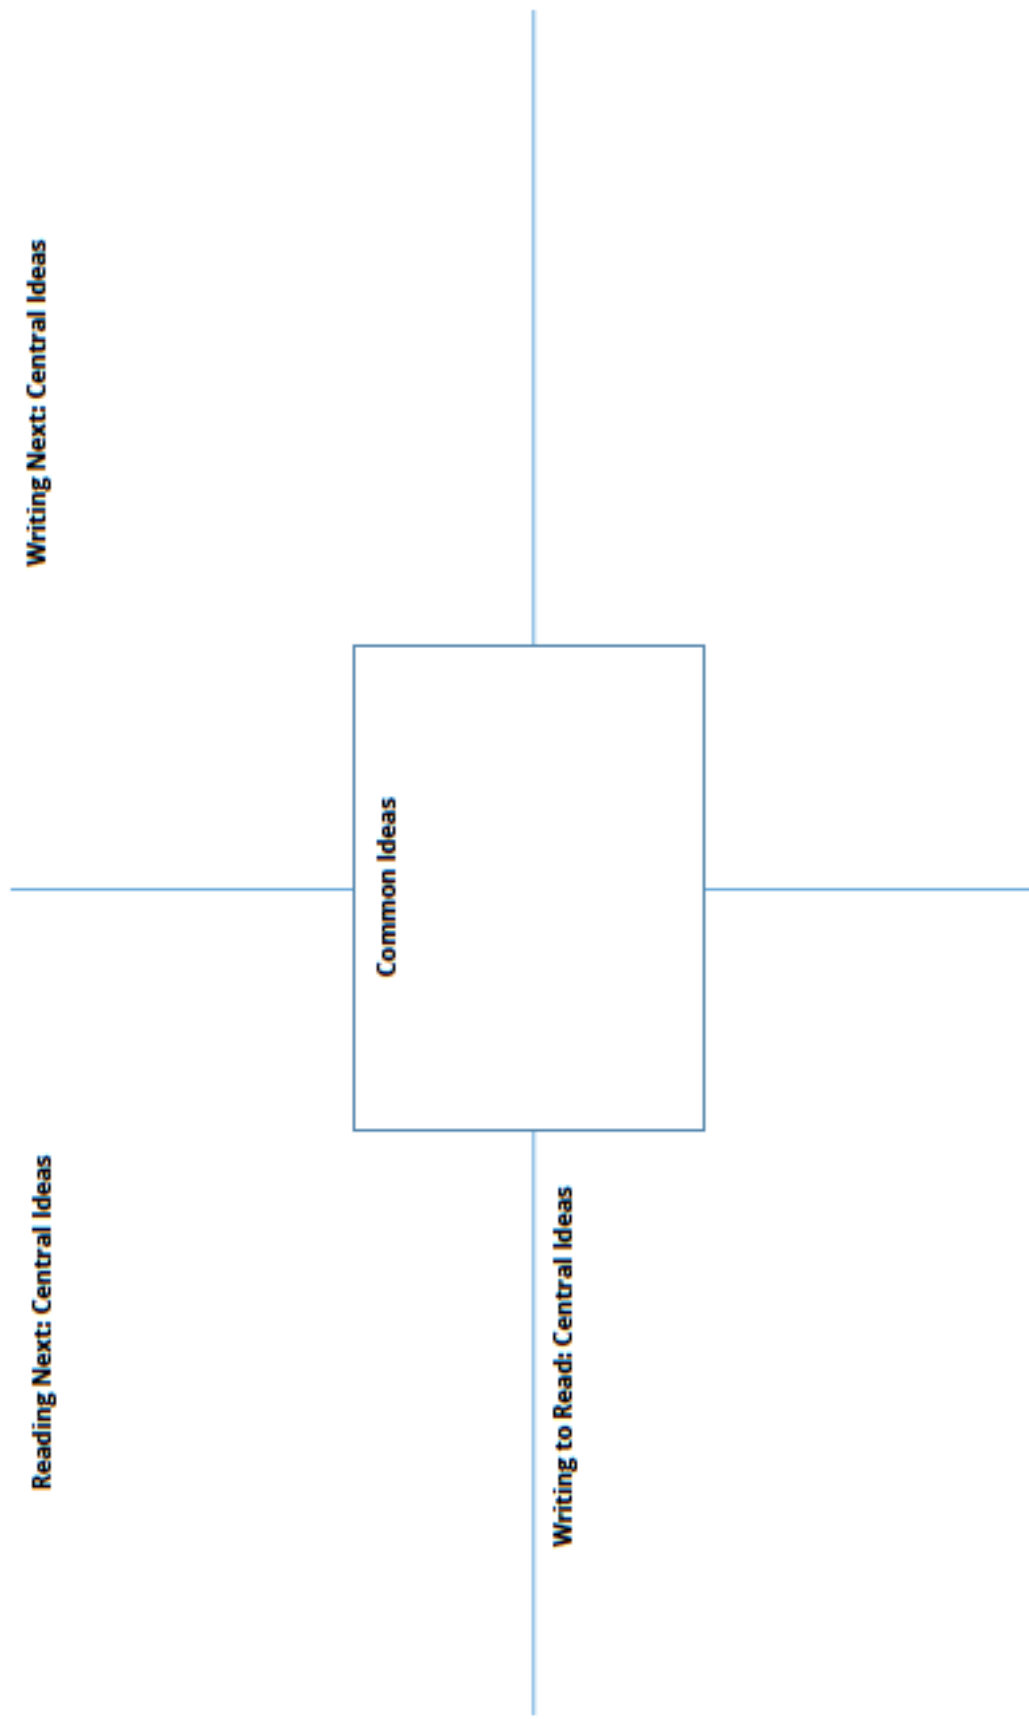 Reading Next: Central Ideas
Writing Next: Central Ideas
Common Ideas
Writing to Read: Central Ideas